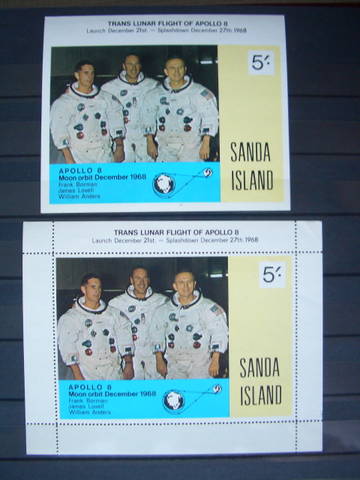 TRANS LUNAR FLIGHT OF APOLLO 8
Launch December 21st. — Splashdown December 27th 1968
5/-
APOLLO 8
Moon orbit December 1968
Frank Borman
James Lovell
William Anders
SANDA
ISLAND
TRANS LUNAR FLIGHT OF APOLLO 8
Launch December 21st. — Splashdown December 27th 1968
5/-
APOLLO 8
Moon orbit December 1968
Frank Borman
James Lovell
William Anders
SANDA
ISLAND